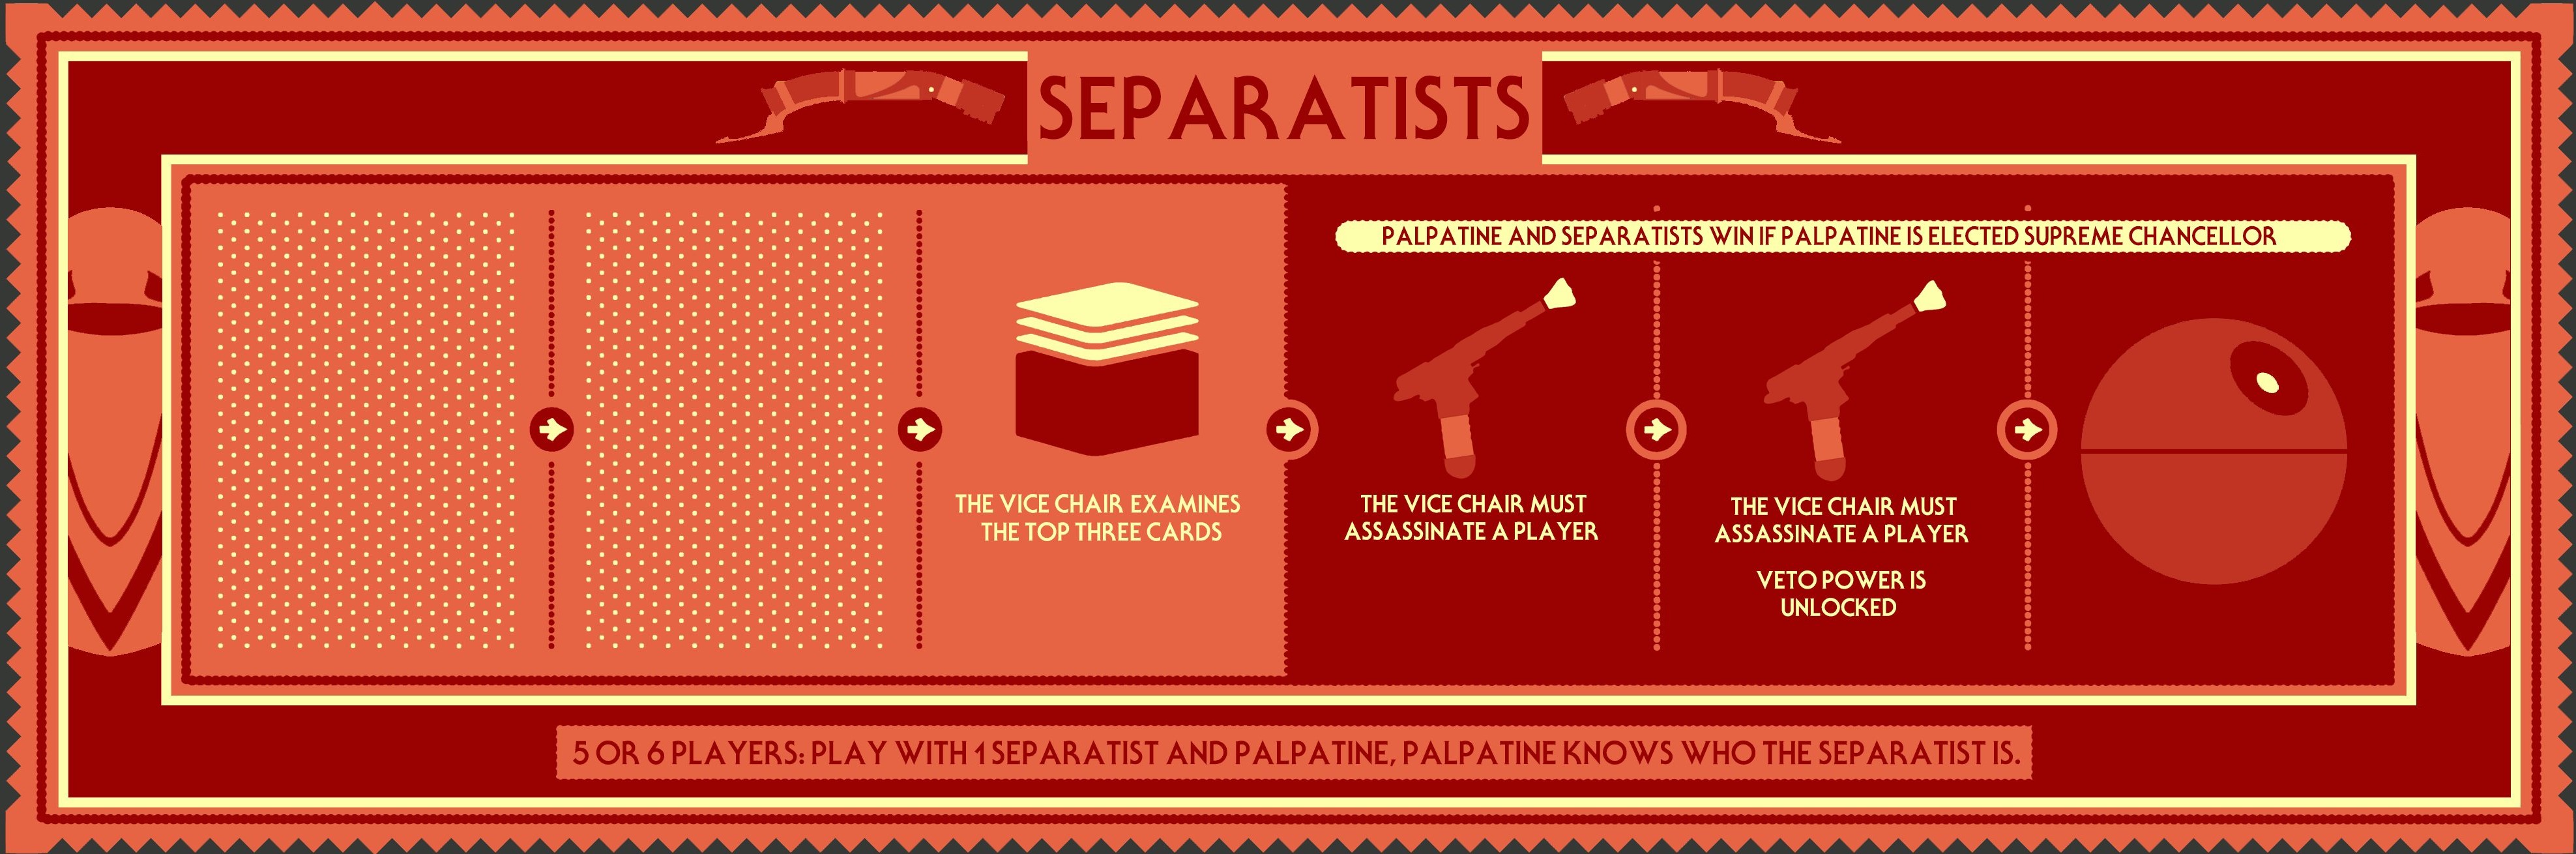 SEPARATISTS
PALPATINE AND SEPARATISTS WIN IF PALPATINE IS ELECTED SUPREME CHANCELLOR
THE VICE CHAIR EXAMINES
THE TOP THREE CARDS
THE VICE CHAIR MUST
ASSASSINATE A PLAYER
THE VICE CHAIR MUST
ASSASSINATE A PLAYER
VETO POWER IS
UNLOCKED
5 OR 6 PLAYERS: PLAY WITH 1 SEPARATIST AND PALPATINE, PALPATINE KNOWS WHO THE SEPARATIST IS.